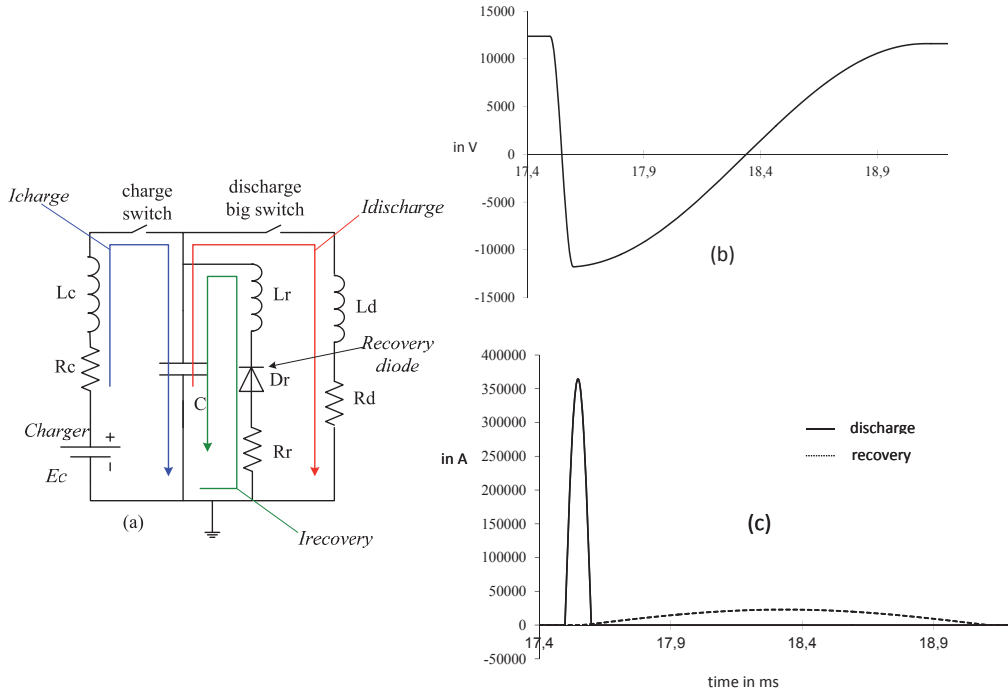 Icharge
charge
switch
discharge
big switch
Idischarge
Lc
Lr
Ld
Recovery
diode
Rc
C
Dr
Rd
Charger
+
Ec
Rr
(a)
Irecovery
15000
10000
5000
in V
0
17,4
17,9
18,4
18,9
-5000
-10000
(b)
-15000
400000
350000
300000
250000
in A
200000
150000
100000
50000
0
-50000
discharge
recovery
(c)
17,4
17,9
18,4
18,9
time in ms